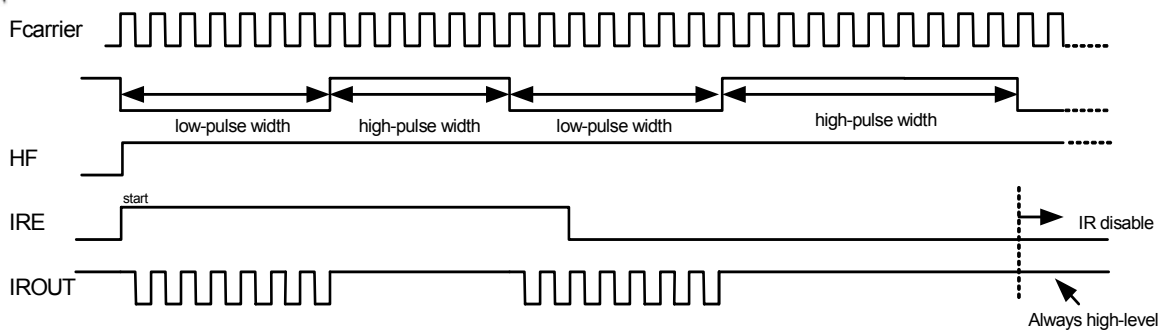 Fcarrier
low-pulse width
high-pulse width
low-pulse width
high-pulse width
HF
start
IRE
IR disable
IROUT
Always high-level